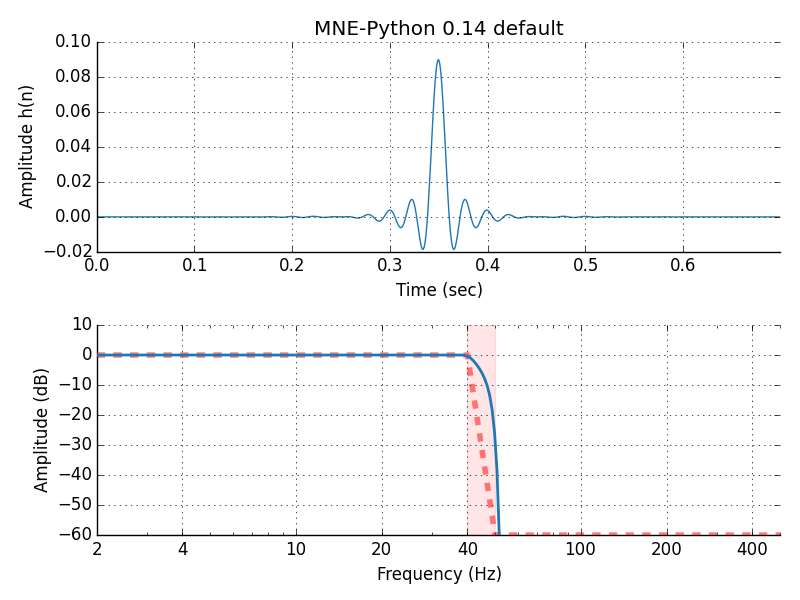 MNE-Python 0.14 default
0.10
0.08
0.06
0.04
0.02
0.00
−0.02
Amplitude h(n)
0.0 0.1 0.2 0.3 0.4 0.5 0.6
Time (sec)
10
0
−10
−20
−30
−40
−50
−60
Amplitude (dB)
2 4 10 20 40 100 200 400
Frequency (Hz)